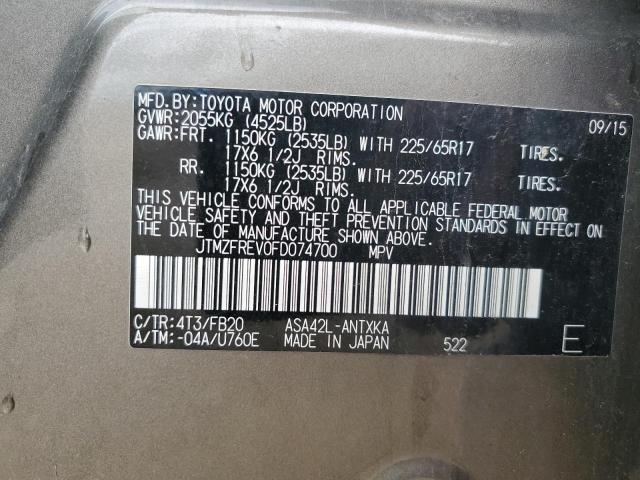 MFD.BY:TOYOTA MOTOR CORPORATION 09/15
GVWR:2055KG (4525LB)
GAWR:FRT. 1150KG (2535LB) WITH 225/65R17 TIRES.
17X6 1/2J RIMS.
RR. 1150KG (2535LB) WITH 225/65R17 TIRES.
17X6 1/2J RIMS.
THIS VEHICLE CONFORMS TO ALL APPLICABLE FEDERAL MOTOR
VEHICLE SAFETY AND THEFT PREVENTION STANDARDS IN EFFECT ON
THE DATE OF MANUFACTURE SHOWN ABOVE.
JTMZFREV0FD074700 MPV
C/TR:4T3/FB20 ASA42L-ANTXKA
A/TM:-04A/U760E MADE IN JAPAN 522 E